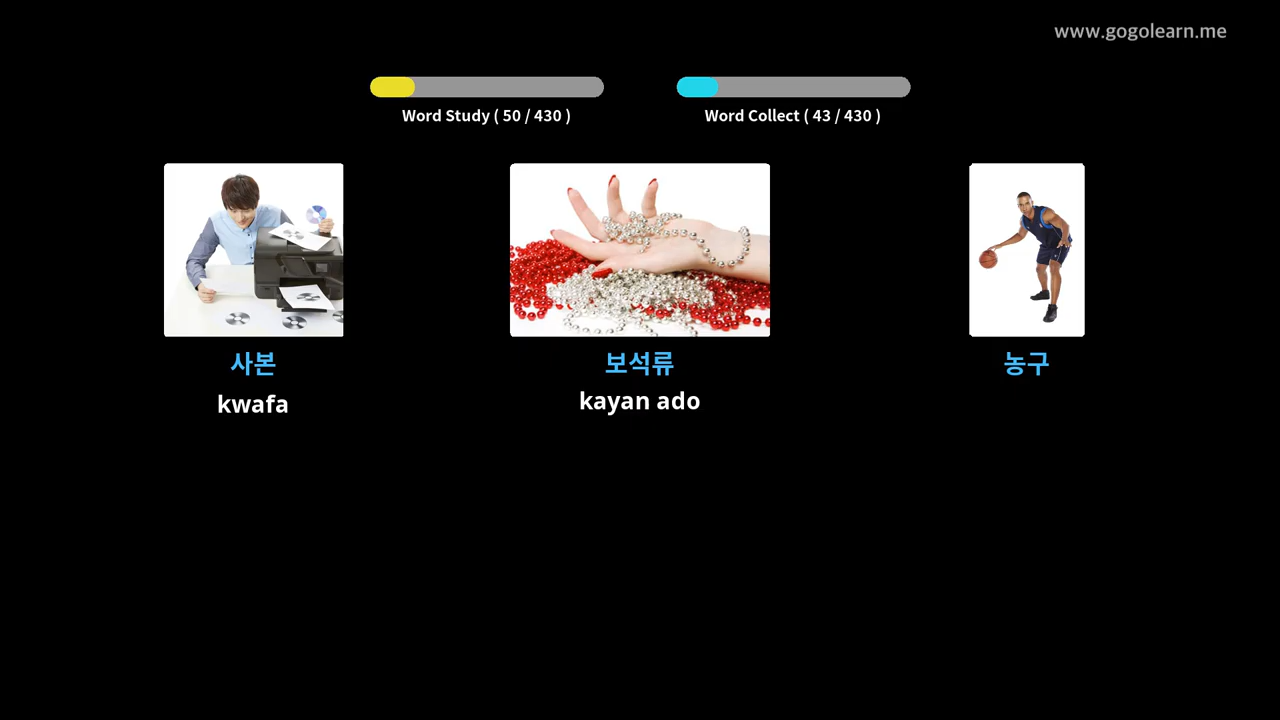 www.gogolearn.me
Word Study ( 50 / 430 )
Word Collect ( 43 / 430 )
사본
보석류
농구
kwafa
kayan ado